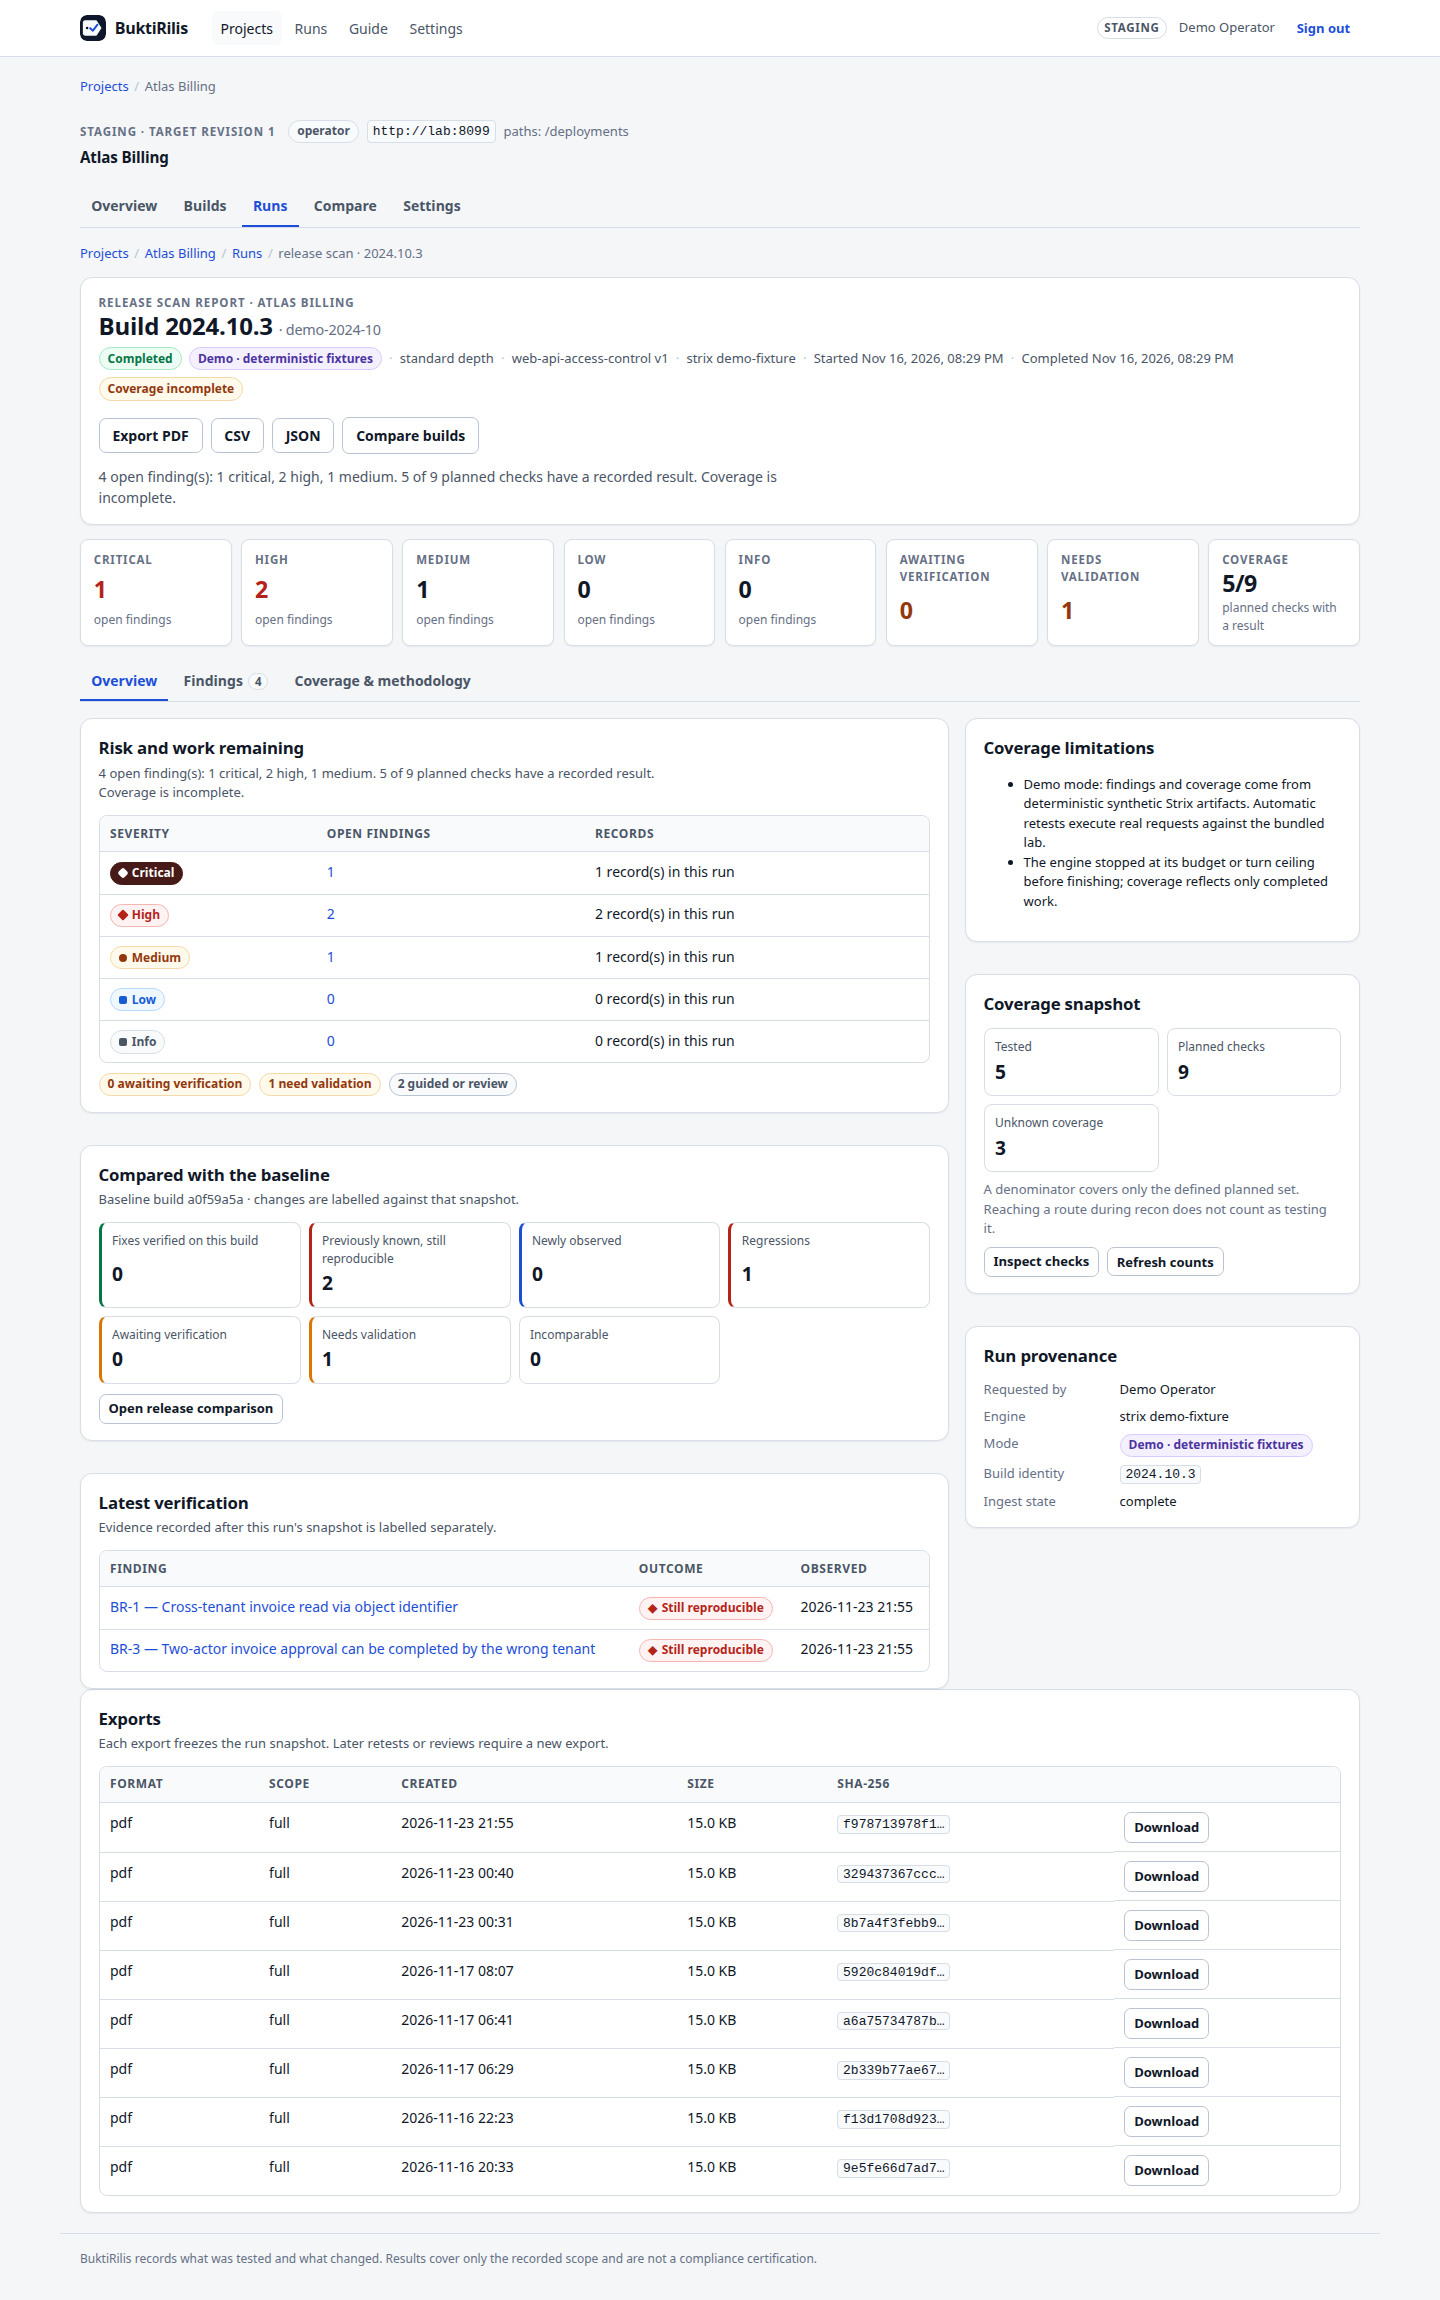 BuktiRilis Projects Runs Guide Settings STAGING Demo Operator Sign out
Projects / Atlas Billing
STAGING · TARGET REVISION 1 operator http://lab:8099 paths: /deployments
Atlas Billing
Overview Builds Runs Compare Settings
Projects / Atlas Billing / Runs / release scan · 2024.10.3
RELEASE SCAN REPORT · ATLAS BILLING
Build 2024.10.3 · demo-2024-10
Completed Demo · deterministic fixtures · standard depth · web-api-access-control v1 · strix demo-fixture · Started Nov 16, 2026, 08:29 PM · Completed Nov 16, 2026, 08:29 PM
Coverage incomplete
Export PDF CSV JSON Compare builds
4 open finding(s): 1 critical, 2 high, 1 medium. 5 of 9 planned checks have a recorded result. Coverage is
incomplete.
CRITICAL
1
open findings
HIGH
2
open findings
MEDIUM
1
open findings
LOW
0
open findings
INFO
0
open findings
AWAITING
VERIFICATION
0
NEEDS
VALIDATION
1
COVERAGE
5/9
planned checks with
a result
Overview Findings 4 Coverage & methodology
Risk and work remaining
4 open finding(s): 1 critical, 2 high, 1 medium. 5 of 9 planned checks have a recorded result.
Coverage is incomplete.
SEVERITY OPEN FINDINGS RECORDS
Critical 1 1 record(s) in this run
High 2 2 record(s) in this run
Medium 1 1 record(s) in this run
Low 0 0 record(s) in this run
Info 0 0 record(s) in this run
0 awaiting verification 1 need validation 2 guided or review
Compared with the baseline
Baseline build a0f59a5a · changes are labelled against that snapshot.
Fixes verified on this build
0
Previously known, still
reproducible
2
Newly observed
0
Regressions
1
Awaiting verification
0
Needs validation
1
Incomparable
0
Open release comparison
Latest verification
Evidence recorded after this run's snapshot is labelled separately.
FINDING OUTCOME OBSERVED
BR-1 — Cross-tenant invoice read via object identifier Still reproducible 2026-11-23 21:55
BR-3 — Two-actor invoice approval can be completed by the wrong tenant Still reproducible 2026-11-23 21:55
Coverage limitations
• Demo mode: findings and coverage come from
deterministic synthetic Strix artifacts. Automatic
retests execute real requests against the bundled
lab.
• The engine stopped at its budget or turn ceiling
before finishing; coverage reflects only completed
work.
Coverage snapshot
Tested
5
Planned checks
9
Unknown coverage
3
A denominator covers only the defined planned set.
Reaching a route during recon does not count as testing
it.
Inspect checks Refresh counts
Run provenance
Requested by Demo Operator
Engine strix demo-fixture
Mode Demo · deterministic fixtures
Build identity 2024.10.3
Ingest state complete
Exports
Each export freezes the run snapshot. Later retests or reviews require a new export.
FORMAT SCOPE CREATED SIZE SHA-256
pdf full 2026-11-23 21:55 15.0 KB f978713978f1… Download
pdf full 2026-11-23 00:40 15.0 KB 329437367ccc… Download
pdf full 2026-11-23 00:31 15.0 KB 8b7a4f3febb9… Download
pdf full 2026-11-17 08:07 15.0 KB 5920c84019df… Download
pdf full 2026-11-17 06:41 15.0 KB a6a75734787b… Download
pdf full 2026-11-17 06:29 15.0 KB 2b339b77ae67… Download
pdf full 2026-11-16 22:23 15.0 KB f13d1708d923… Download
pdf full 2026-11-16 20:33 15.0 KB 9e5fe66d7ad7… Download
BuktiRilis records what was tested and what changed. Results cover only the recorded scope and are not a compliance certification.